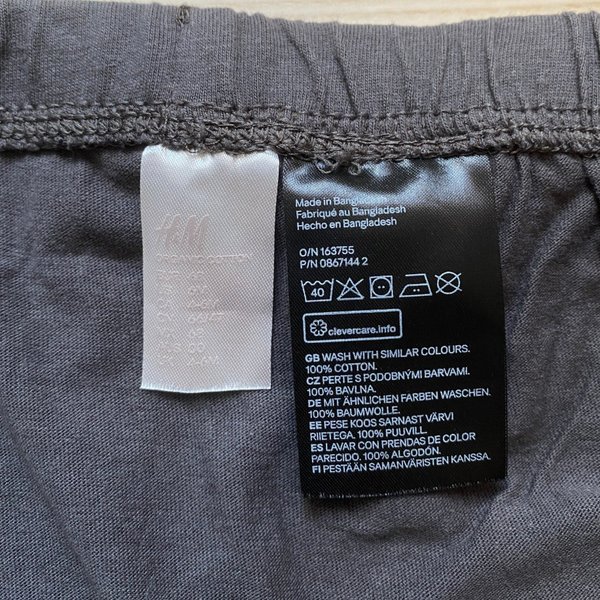 H&M
ORGANIC COTTON
Made in Bangladesh
Fabriqué au Bangladesh
Hecho en Bangladesh
O/N 163755
P/N 0867144 2
40
clevercare.info
GB WASH WITH SIMILAR COLOURS.
100% COTTON.
CZ PERTE S PODOBNÝMI BARVAMI.
100% BAVLNA.
DE MIT ÄHNLICHEN FARBEN WASCHEN.
100% BAUMWOLLE.
EE PESE KOOS SARNAST VÄRVI
RIIETEGA. 100% PUUVILL.
ES LAVAR CON PRENDAS DE COLOR
PARECIDO. 100% ALGODÓN.
FI PESTÄÄN SAMANVÄRISTEN KANSSA.